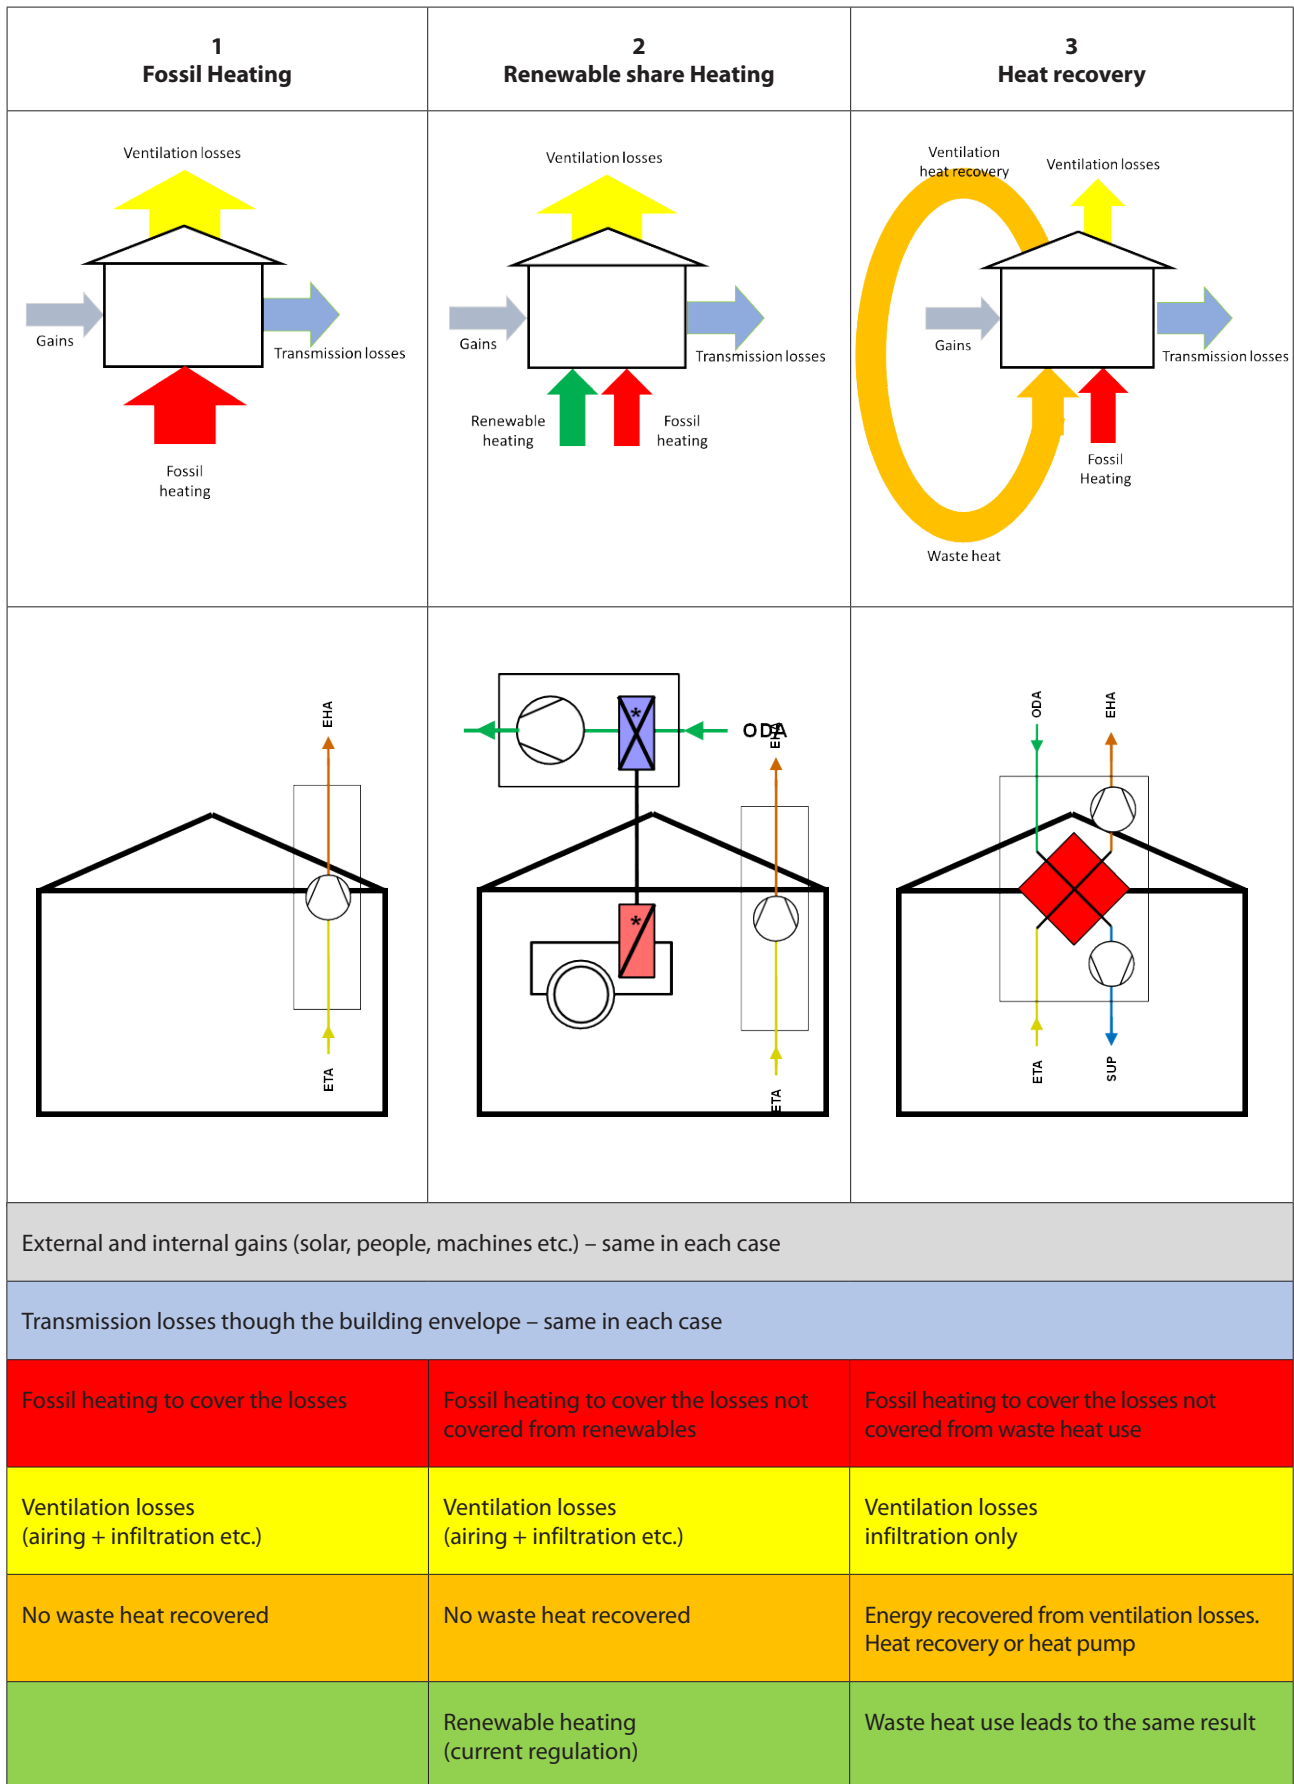 1
Fossil Heating
2
Renewable share Heating
3
Heat recovery
Ventilation losses
Gains
Transmission losses
Fossil
heating
Ventilation losses
Gains
Transmission losses
Renewable
heating
Fossil
heating
Ventilation
heat recovery
Ventilation losses
Gains
Transmission losses
Fossil
Heating
Waste heat
EHA
ETA
*
ODA
EHA
*
ETA
ODA
EHA
ETA
SUP
External and internal gains (solar, people, machines etc.) – same in each case
Transmission losses though the building envelope – same in each case
Fossil heating to cover the losses
Fossil heating to cover the losses not
covered from renewables
Fossil heating to cover the losses not
covered from waste heat use
Ventilation losses
(airing + infiltration etc.)
Ventilation losses
(airing + infiltration etc.)
Ventilation losses
infiltration only
No waste heat recovered
No waste heat recovered
Energy recovered from ventilation losses.
Heat recovery or heat pump
Renewable heating
(current regulation)
Waste heat use leads to the same result